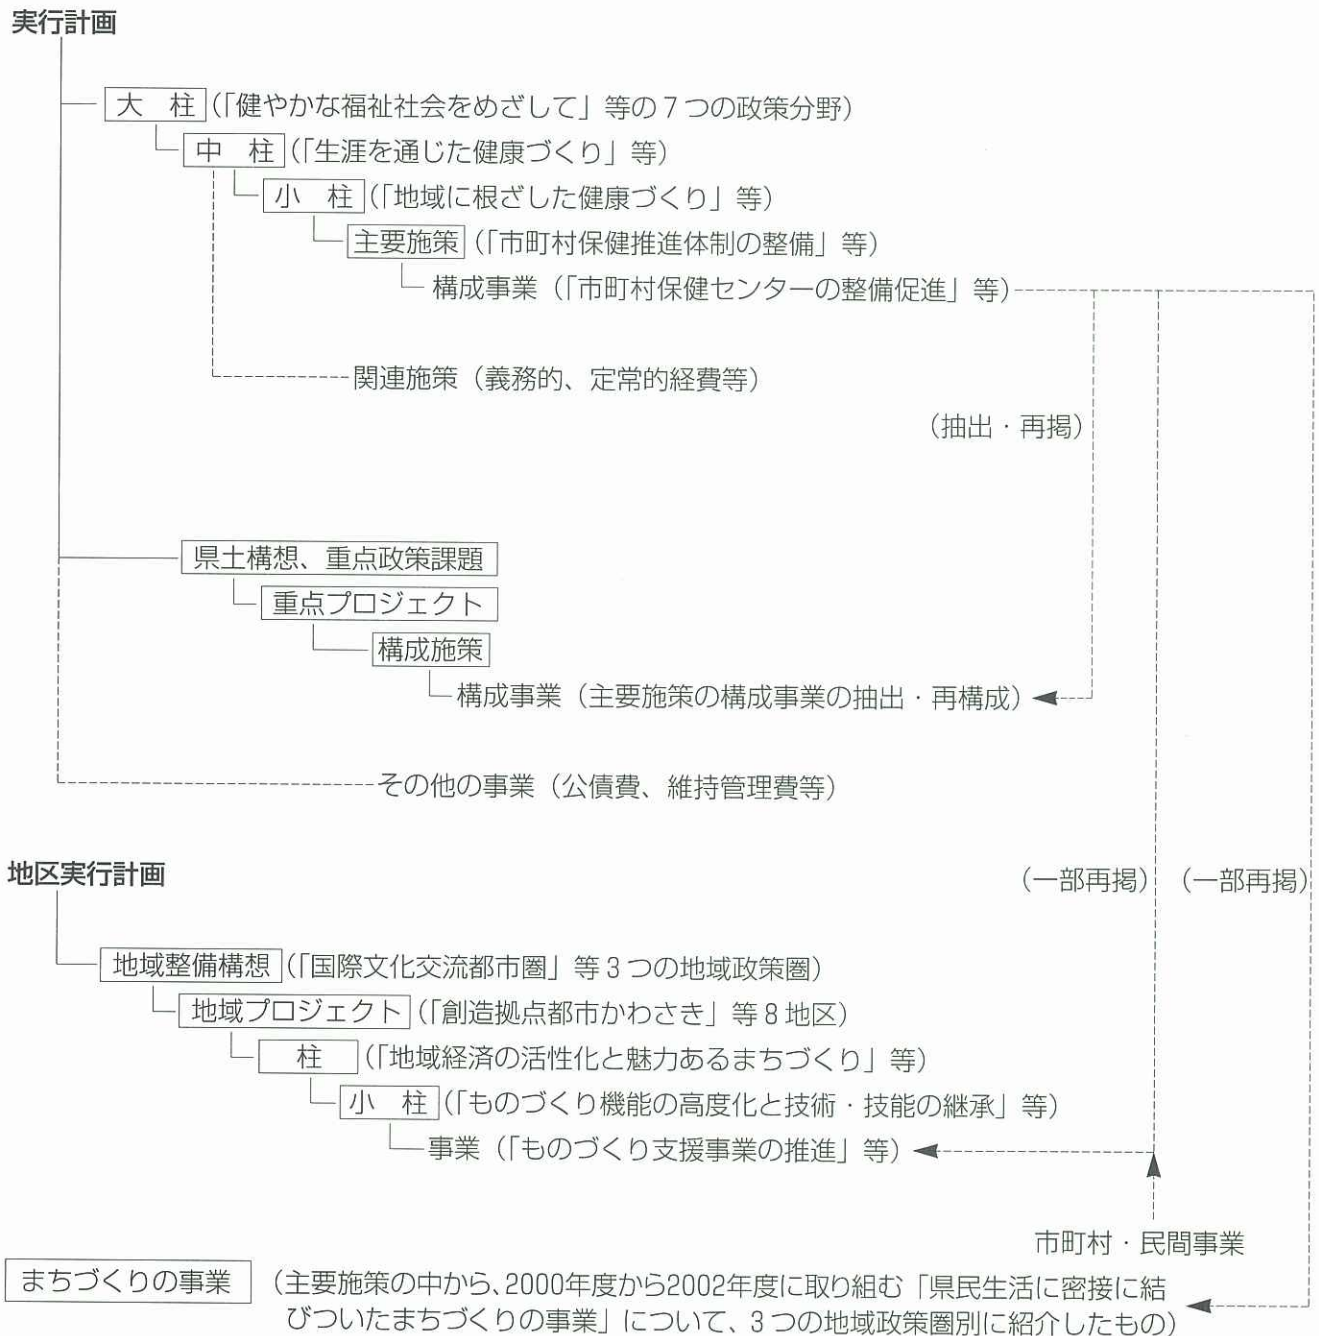 実行計画
大　柱（「健やかな福祉社会をめざして」等の７つの政策分野）
中　柱（「生涯を通じた健康づくり」等）
小　柱（「地域に根ざした健康づくり」等）
主要施策（「市町村保健推進体制の整備」等）
構成事業（「市町村保健センターの整備促進」等）
関連施策（義務的、定常的経費等）
（抽出・再掲）
県土構想、重点政策課題
重点プロジェクト
構成施策
構成事業（主要施策の構成事業の抽出・再構成）
その他の事業（公債費、維持管理費等）
地区実行計画
（一部再掲）　（一部再掲）
地域整備構想（「国際文化交流都市圏」等３つの地域政策圏）
地域プロジェクト（「創造拠点都市かわさき」等８地区）
柱（「地域経済の活性化と魅力あるまちづくり」等）
小　柱（「ものづくり機能の高度化と技術・技能の継承」等）
事業（「ものづくり支援事業の推進」等）
市町村・民間事業
まちづくりの事業　（主要施策の中から、2000年度から2002年度に取り組む「県民生活に密接に結
びついたまちづくりの事業」について、３つの地域政策圏別に紹介したもの）